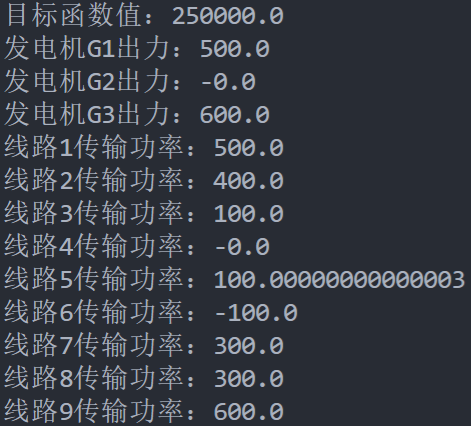 目标函数值：250000.0
发电机G1出力：500.0
发电机G2出力：-0.0
发电机G3出力：600.0
线路1传输功率：500.0
线路2传输功率：400.0
线路3传输功率：100.0
线路4传输功率：-0.0
线路5传输功率：100.00000000000003
线路6传输功率：-100.0
线路7传输功率：300.0
线路8传输功率：300.0
线路9传输功率：600.0